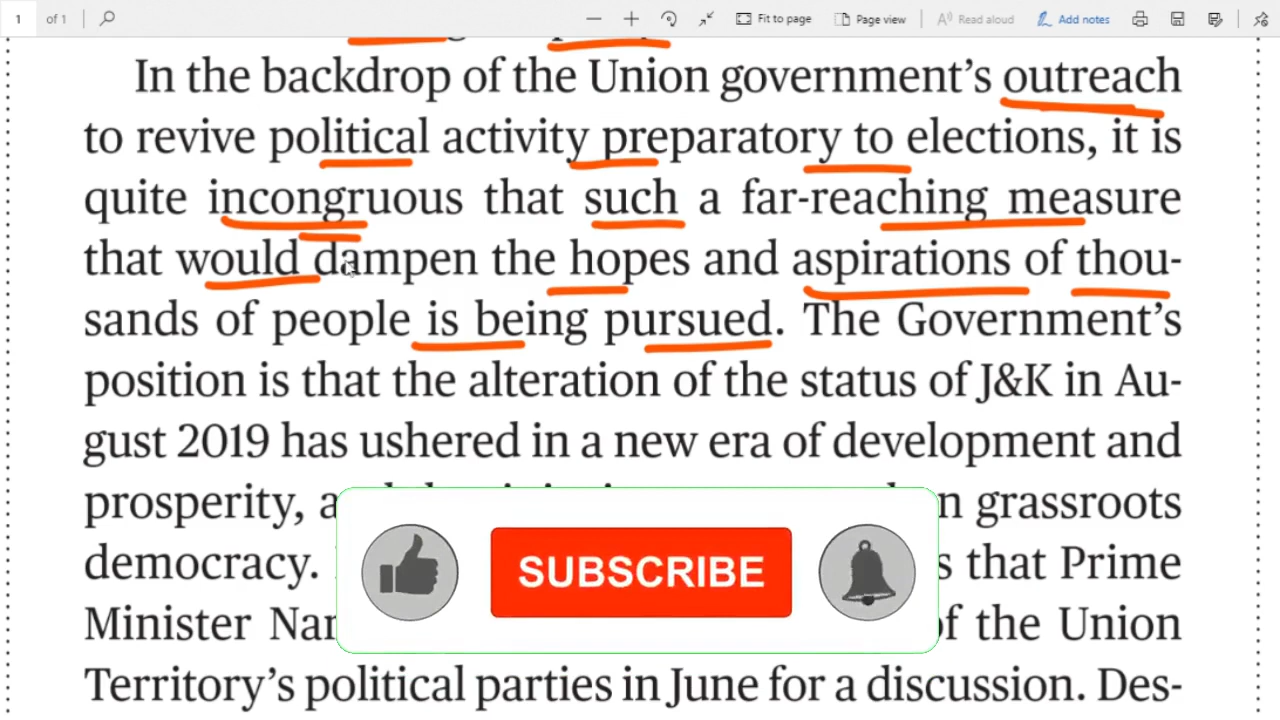 1 of 1 Fit to page Page view Read aloud Add notes
In the backdrop of the Union government's outreach
to revive political activity preparatory to elections, it is
quite incongruous that such a far-reaching measure
that would dampen the hopes and aspirations of thou-
sands of people is being pursued. The Government's
position is that the alteration of the status of J&K in Au-
gust 2019 has ushered in a new era of development and
prosperity, grassroots
democracy. that Prime
SUBSCRIBE
Minister of the Union
Territory's political parties in June for a discussion. Des-